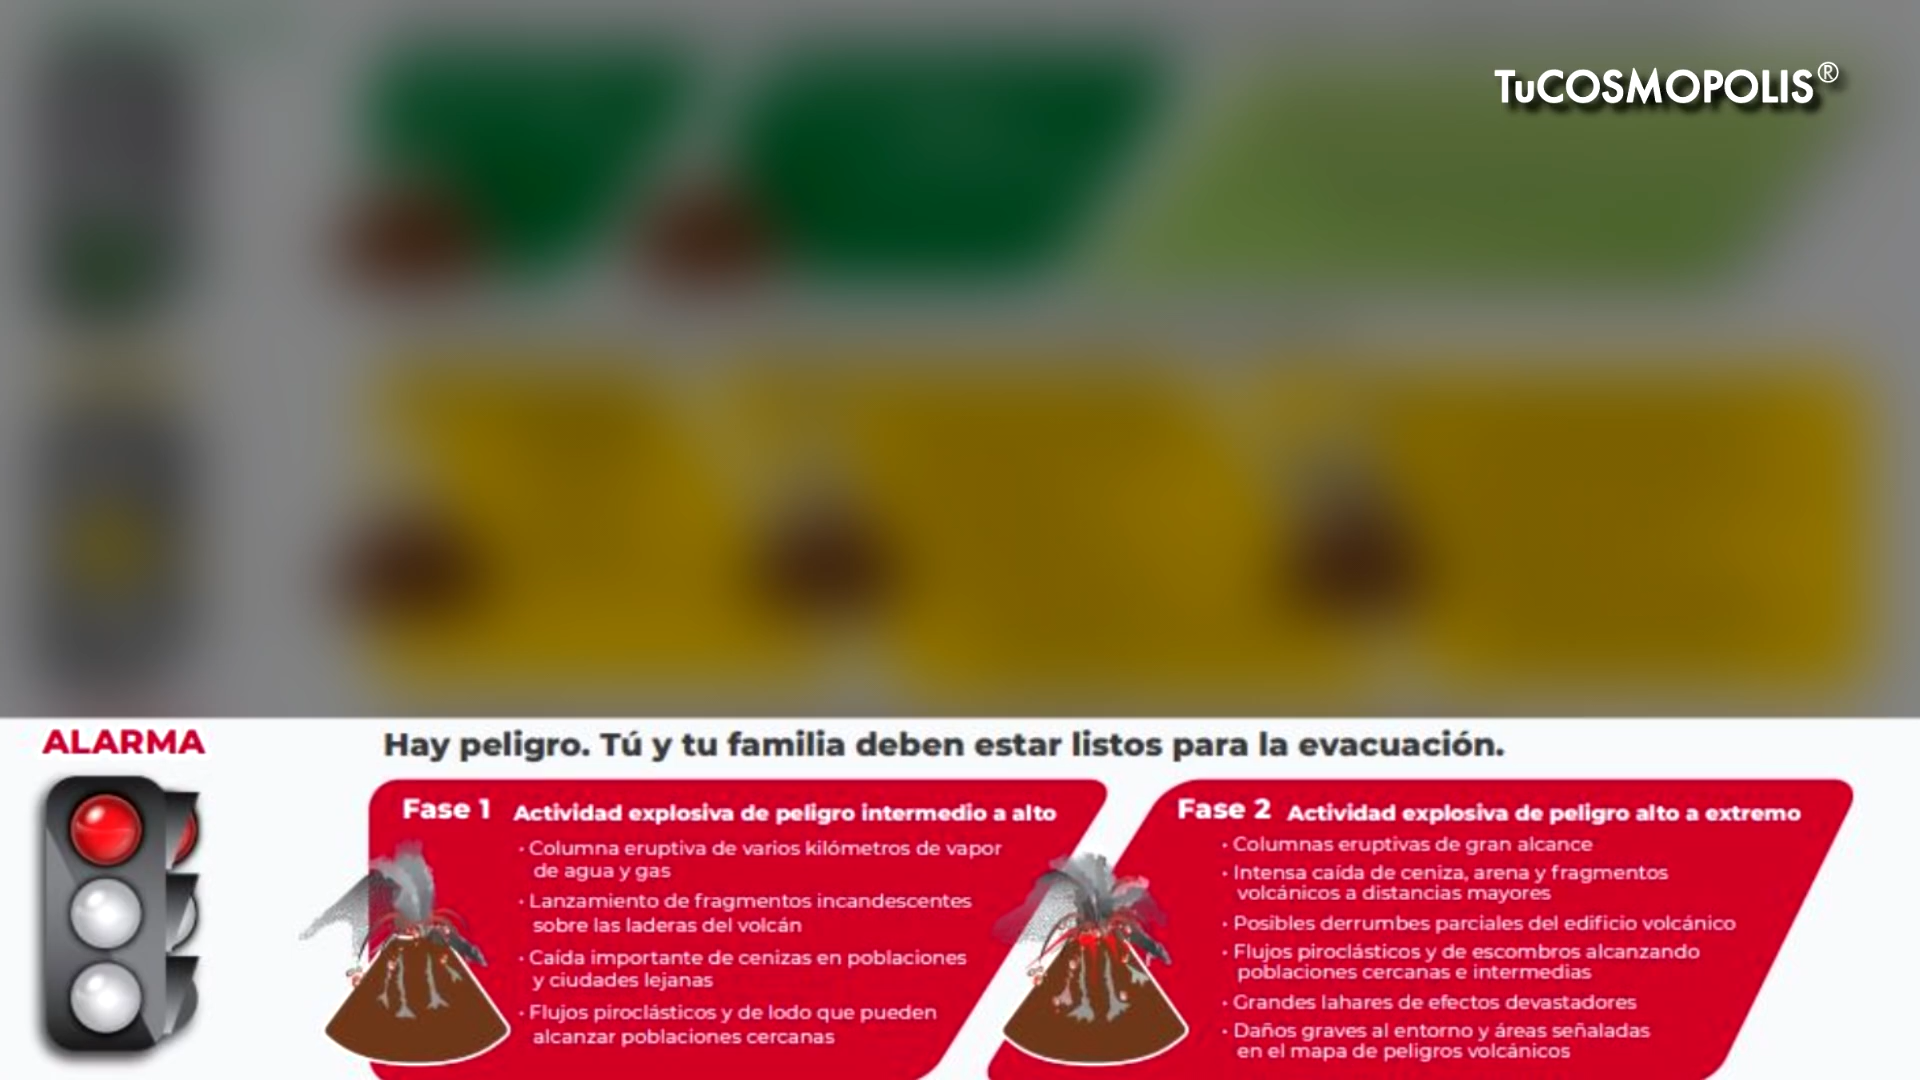 TuCOSMOPOLIS®
ALARMA
Hay peligro. Tú y tu familia deben estar listos para la evacuación.
Fase 1 Actividad explosiva de peligro intermedio a alto
· Columna eruptiva de varios kilómetros de vapor
de agua y gas
· Lanzamiento de fragmentos incandescentes
sobre las laderas del volcán
· Caída importante de cenizas en poblaciones
y ciudades lejanas
· Flujos piroclásticos y de lodo que pueden
alcanzar poblaciones cercanas
Fase 2 Actividad explosiva de peligro alto a extremo
· Columnas eruptivas de gran alcance
· Intensa caída de ceniza, arena y fragmentos
volcánicos a distancias mayores
· Posibles derrumbes parciales del edificio volcánico
· Flujos piroclásticos y de escombros alcanzando
poblaciones cercanas e intermedias
· Grandes lahares de efectos devastadores
· Daños graves al entorno y áreas señaladas
en el mapa de peligros volcánicos